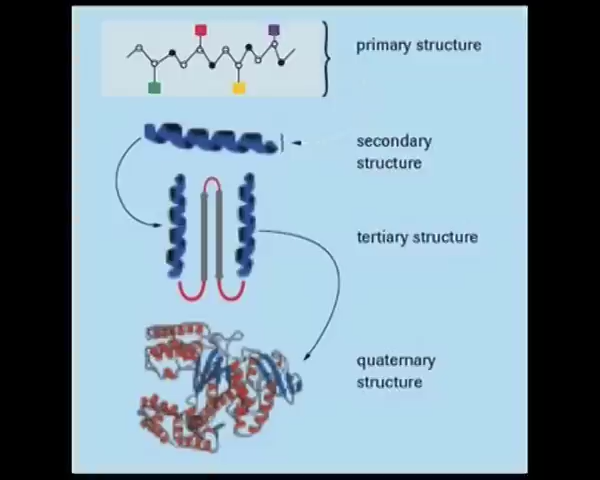 primary structure
secondary
structure
tertiary structure
quaternary
structure